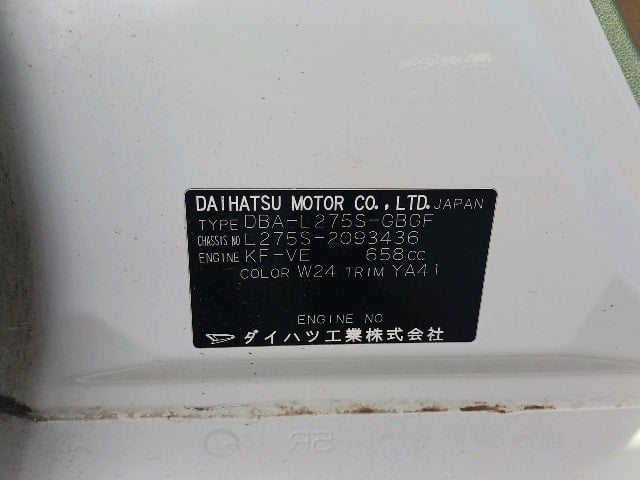 DAIHATSU MOTOR CO.,LTD. JAPAN
TYPE DBA-L275S-GBGF
CHASSIS NO L275S-2093436
ENGINE KF-VE 658cc
COLOR W24 TRIM YA41
ENGINE NO
ダイハツ工業株式会社